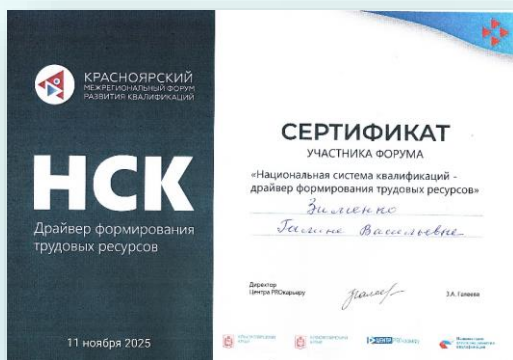 КРАСНОЯРСКИЙ
МЕЖРЕГИОНАЛЬНЫЙ ФОРУМ
РАЗВИТИЯ КВАЛИФИКАЦИЙ
НСК
Драйвер формирования
трудовых ресурсов
11 ноября 2025
СЕРТИФИКАТ
УЧАСТНИКА ФОРУМА
«Национальная система квалификаций -
драйвер формирования трудовых ресурсов»
Зименко
Галине Васильевне
Директор
Центра PROкарьеру
З.А. Галеева